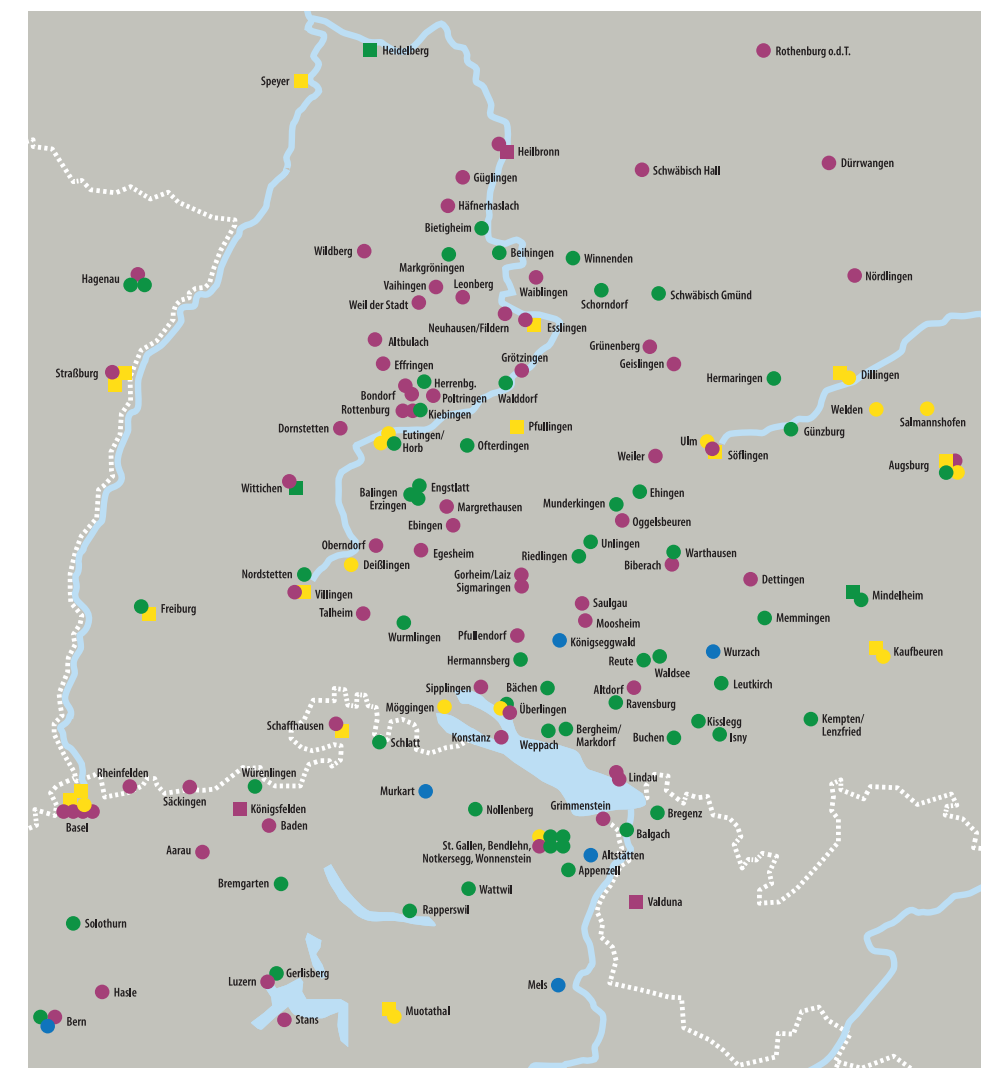 Heidelberg
Rothenburg o.d.T.
Speyer
Heilbronn
Schwäbisch Hall
Dürrwangen
Güglingen
Häfnerhaslach
Bietigheim
Wildberg
Beihingen
Winnenden
Markgröningen
Hagenau
Nördlingen
Vaihingen
Leonberg
Waiblingen
Schorndorf
Schwäbisch Gmünd
Weil der Stadt
Neuhausen/Fildern
Esslingen
Altbulach
Grünenberg
Grötzingen
Effringen
Geislingen
Straßburg
Herrenbg.
Hermaringen
Dillingen
Bondorf
Poltringen
Walddorf
Rottenburg
Kiebingen
Welden
Salmannshofen
Dornstetten
Pfullingen
Günzburg
Eutingen/
Horb
Ofterdingen
Ulm
Söflingen
Weiler
Augsburg
Wittichen
Balingen
Engstlatt
Erzingen
Margrethausen
Ehingen
Munderkingen
Oggelsbeuren
Ebingen
Oberndorf
Egesheim
Unlingen
Riedlingen
Warthausen
Biberach
Deißlingen
Nordstetten
Gorheim/Laiz
Sigmaringen
Dettingen
Villingen
Mindelheim
Freiburg
Talheim
Saulgau
Moosheim
Memmingen
Wurmlingen
Pfullendorf
Königseggwald
Wurzach
Kaufbeuren
Hermannsberg
Reute
Waldsee
Sipplingen
Bächen
Altdorf
Leutkirch
Möggingen
Überlingen
Ravensburg
Schaffhausen
Konstanz
Weppach
Bergheim/
Markdorf
Kisslegg
Kempten/
Lenzfried
Schlatt
Buchen
Isny
Rheinfelden
Würenlingen
Lindau
Säckingen
Murkart
Königsfelden
Nollenberg
Grimmenstein
Bregenz
Basel
Baden
Balgach
St. Gallen, Bendlehn,
Notkersegg, Wonnenstein
Aarau
Altstätten
Appenzell
Bremgarten
Wattwil
Valduna
Rapperswil
Solothurn
Gerlisberg
Luzern
Mels
Hasle
Muotathal
Bern
Stans